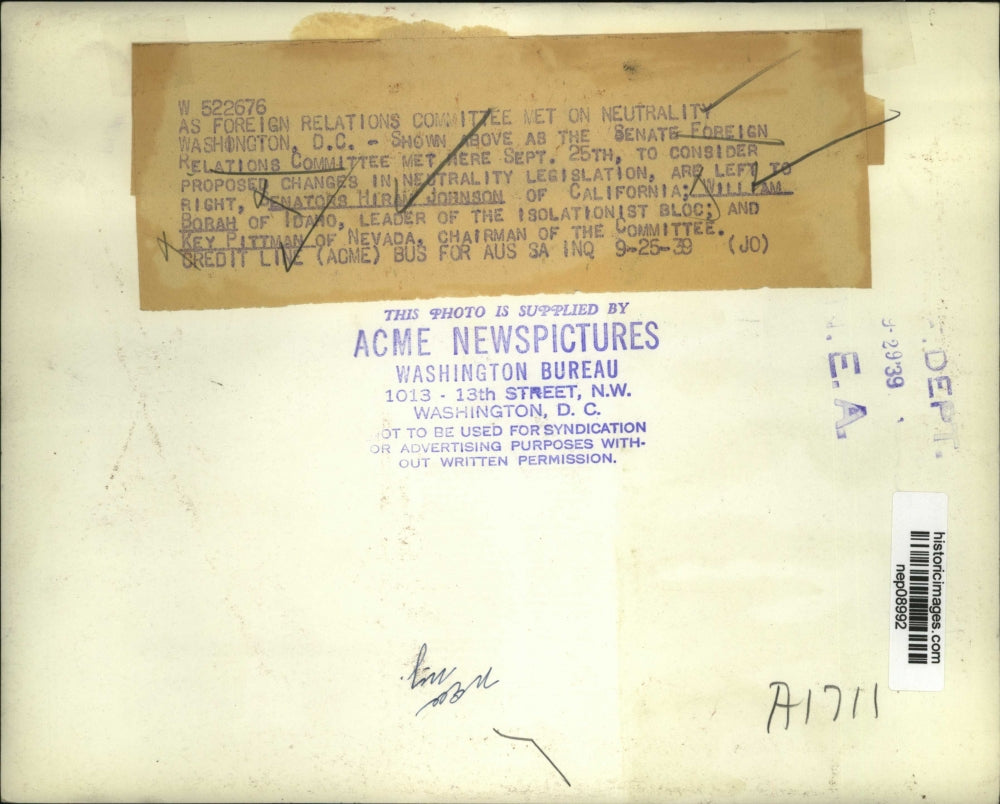 W 522676
AS FOREIGN RELATIONS COMMITTEE MET ON NEUTRALITY
WASHINGTON, D.C. - SHOWN ABOVE AS THE SENATE FOREIGN
RELATIONS COMMITTEE MET HERE SEPT. 25TH, TO CONSIDER
PROPOSED CHANGES IN NEUTRALITY LEGISLATION, ARE LEFT TO
RIGHT, SENATORS HIRAM JOHNSON OF CALIFORNIA; WILLIAM
BORAH OF IDAHO, LEADER OF THE ISOLATIONIST BLOC; AND
KEY PITTMAN OF NEVADA, CHAIRMAN OF THE COMMITTEE.
CREDIT LINE (ACME) BUS FOR AUS SA INQ 9-25-39 (JO)
THIS PHOTO IS SUPPLIED BY
ACME NEWSPICTURES
WASHINGTON BUREAU
1013 - 13th STREET, N.W.
WASHINGTON, D. C.
OT TO BE USED FOR SYNDICATION
OR ADVERTISING PURPOSES WITH-
OUT WRITTEN PERMISSION.
. DEPT.
9-29'39
. E. A.
historicimages.com
nep08992
A1711